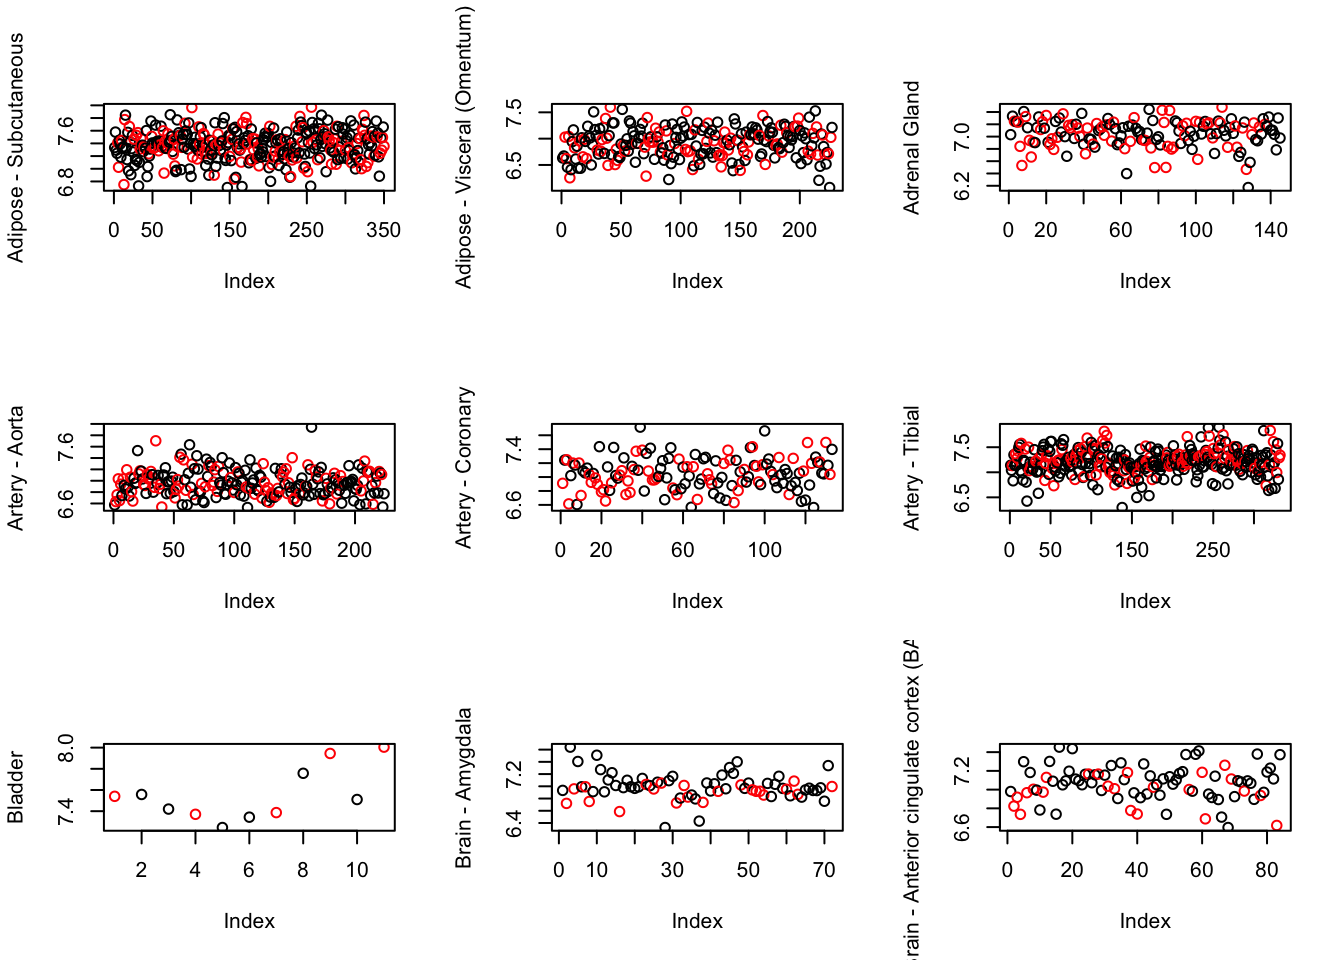 Adipose - Subcutaneous
6.8 7.6
0 50 150 250 350
Index
Adipose - Visceral (Omentum)
6.5 7.5
0 50 100 150 200
Index
Adrenal Gland
6.2 7.0
0 20 60 100 140
Index
Artery - Aorta
6.6 7.6
0 50 100 150 200
Index
Artery - Coronary
6.6 7.4
0 20 60 100
Index
Artery - Tibial
6.5 7.5
0 50 150 250
Index
Bladder
7.4 8.0
2 4 6 8 10
Index
Brain - Amygdala
6.4 7.2
0 10 30 50 70
Index
rain - Anterior cingulate cortex (BA
6.6 7.2
0 20 40 60 80
Index